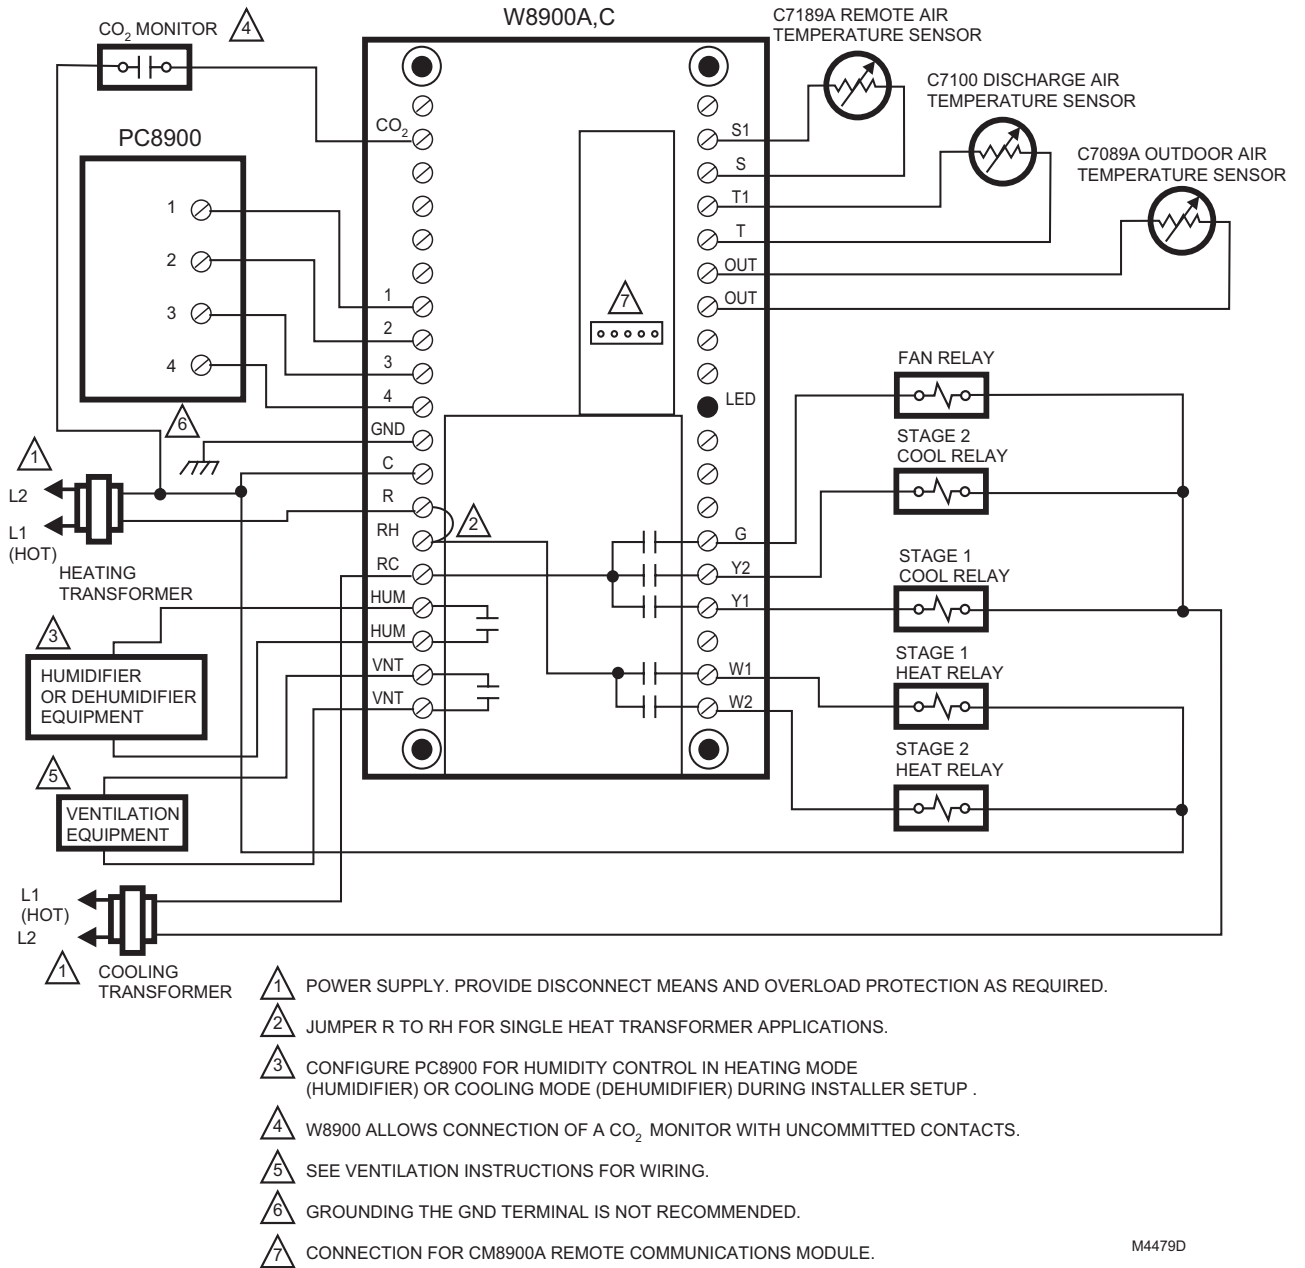 W8900A,C
CO2 MONITOR
4
PC8900
1
2
3
4
6
1
L2
L1
(HOT)
HEATING
TRANSFORMER
3
HUMIDIFIER
OR DEHUMIDIFIER
EQUIPMENT
5
VENTILATION
EQUIPMENT
L1
(HOT)
L2
1
COOLING
TRANSFORMER
CO2
1
2
3
4
GND
C
R
RH
RC
HUM
HUM
VNT
VNT
2
7
S1
S
T1
T
OUT
OUT
LED
G
Y2
Y1
W1
W2
C7189A REMOTE AIR
TEMPERATURE SENSOR
C7100 DISCHARGE AIR
TEMPERATURE SENSOR
C7089A OUTDOOR AIR
TEMPERATURE SENSOR
FAN RELAY
STAGE 2
COOL RELAY
STAGE 1
COOL RELAY
STAGE 1
HEAT RELAY
STAGE 2
HEAT RELAY
1 POWER SUPPLY. PROVIDE DISCONNECT MEANS AND OVERLOAD PROTECTION AS REQUIRED.
2 JUMPER R TO RH FOR SINGLE HEAT TRANSFORMER APPLICATIONS.
3 CONFIGURE PC8900 FOR HUMIDITY CONTROL IN HEATING MODE
(HUMIDIFIER) OR COOLING MODE (DEHUMIDIFIER) DURING INSTALLER SETUP .
4 W8900 ALLOWS CONNECTION OF A CO2 MONITOR WITH UNCOMMITTED CONTACTS.
5 SEE VENTILATION INSTRUCTIONS FOR WIRING.
6 GROUNDING THE GND TERMINAL IS NOT RECOMMENDED.
7 CONNECTION FOR CM8900A REMOTE COMMUNICATIONS MODULE.
M4479D